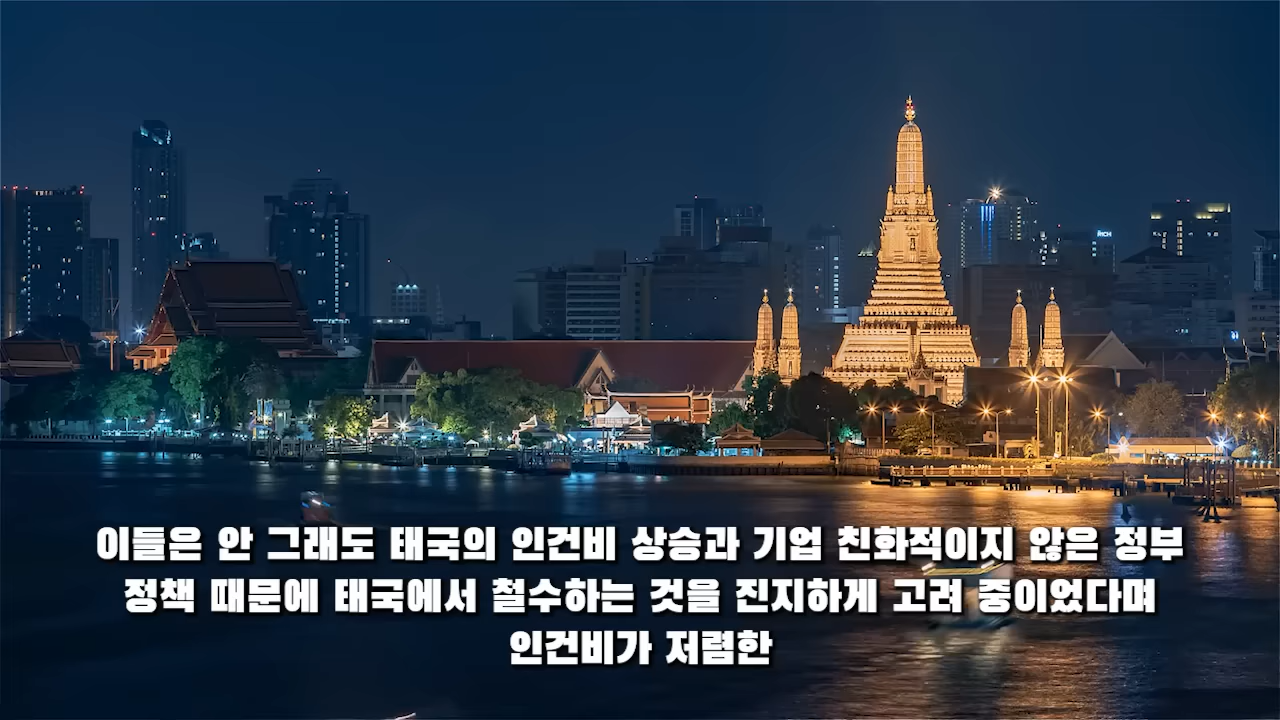 RICH
이들은 안 그래도 태국의 인건비 상승과 기업 친화적이지 않은 정부
정책 때문에 태국에서 철수하는 것을 진지하게 고려 중이었다며
인건비가 저렴한